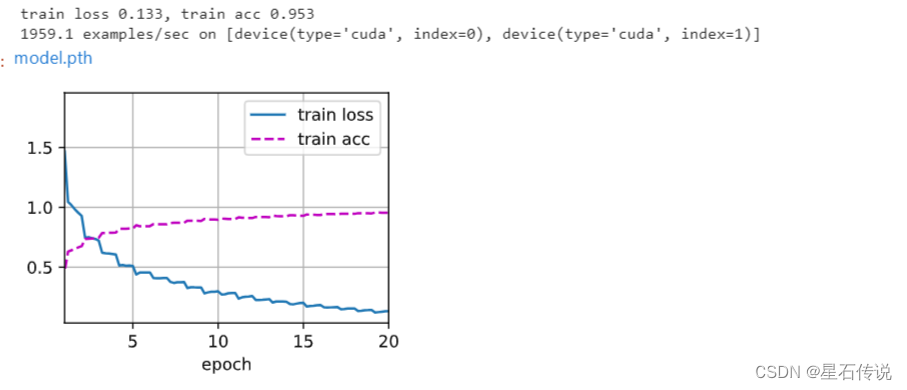 train loss 0.133, train acc 0.953
1959.1 examples/sec on [device(type='cuda', index=0), device(type='cuda', index=1)]
: model.pth
train loss
train acc
1.5
1.0
0.5
5 10 15 20
epoch
CSDN @星石传说